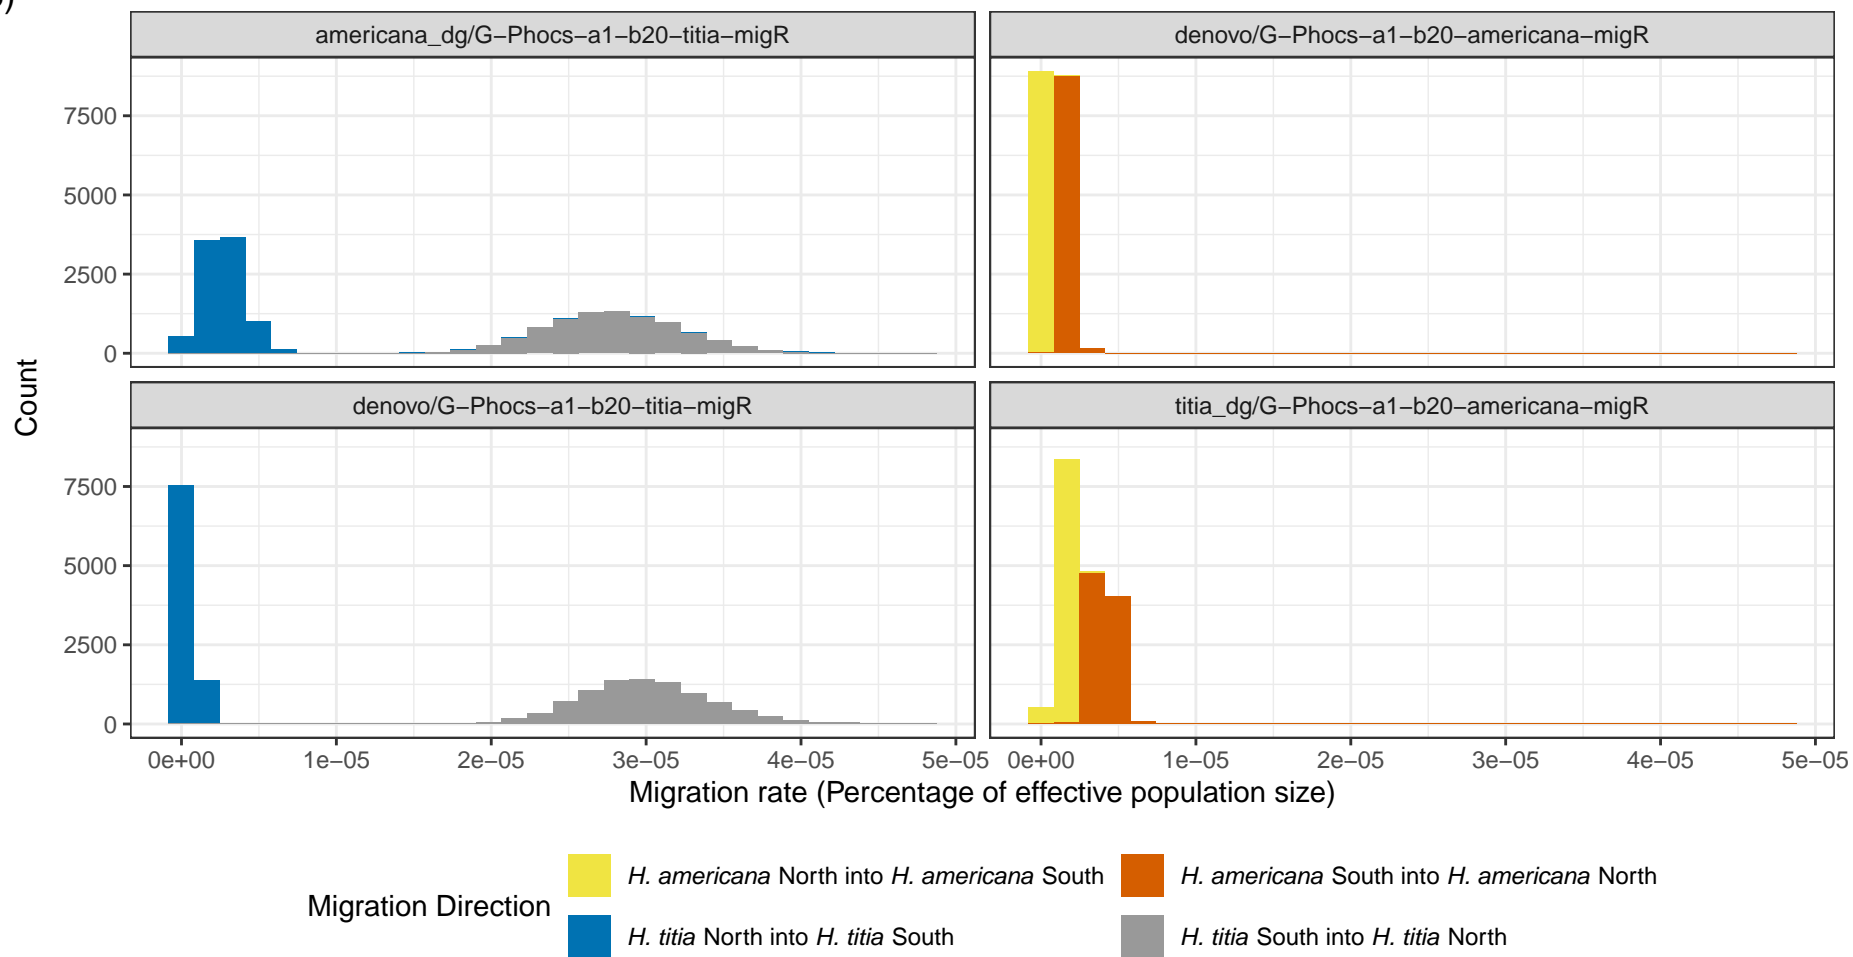 )
americana_dg/G−Phocs−a1−b20−titia−migR
denovo/G−Phocs−a1−b20−americana−migR
7500
5000
2500
0
denovo/G−Phocs−a1−b20−titia−migR
titia_dg/G−Phocs−a1−b20−americana−migR
7500
5000
2500
0
Count
0e+00 1e−05 2e−05 3e−05 4e−05 5e−05 0e+00 1e−05 2e−05 3e−05 4e−05 5e−05
Migration rate (Percentage of effective population size)
Migration Direction
H. americana North into H. americana South
H. americana South into H. americana North
H. titia North into H. titia South
H. titia South into H. titia North